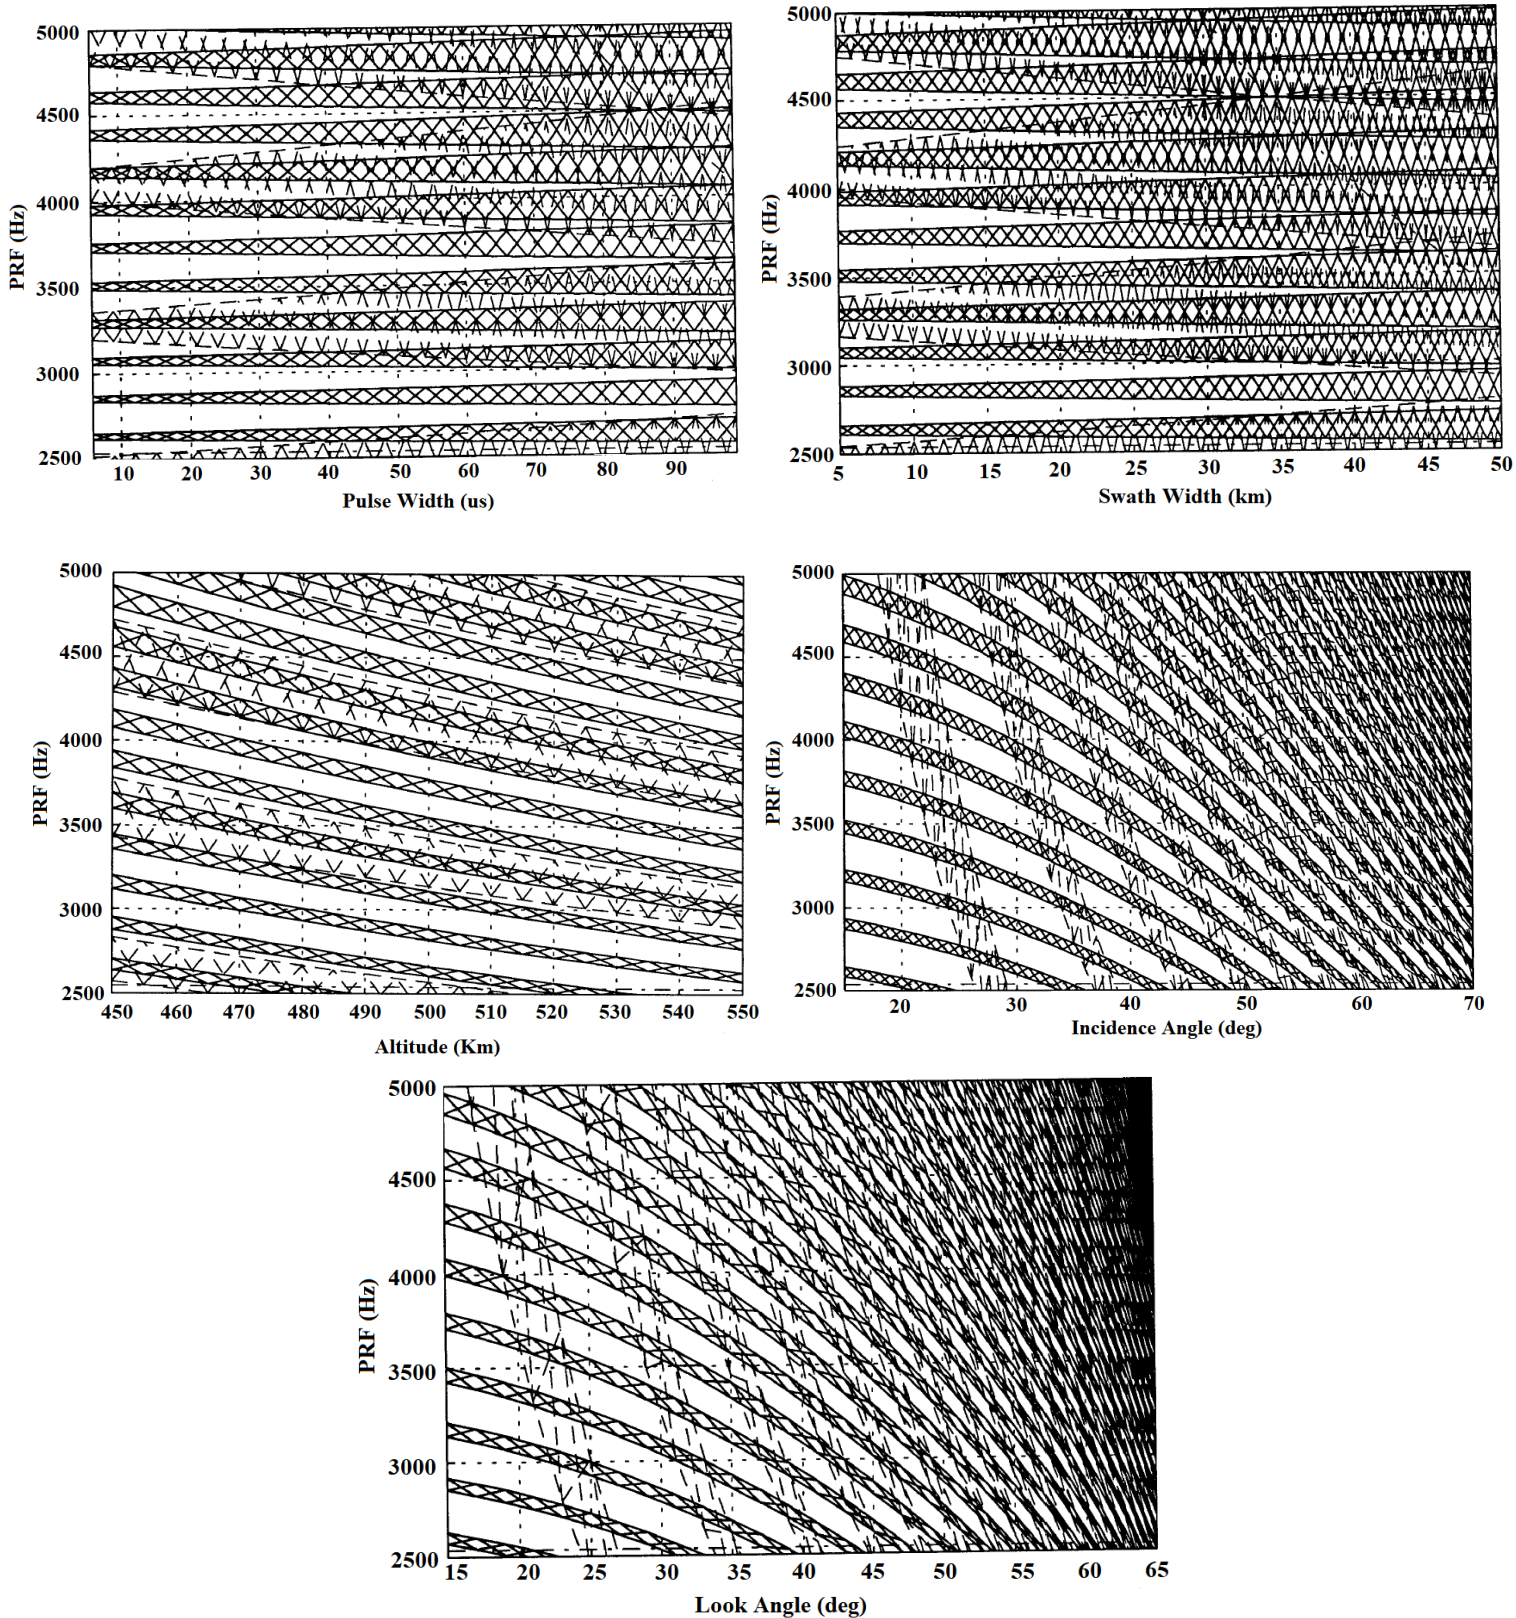 5000
4500
4000
3500
3000
2500
PRF (Hz)
10 20 30 40 50 60 70 80 90
Pulse Width (us)
5000
4500
4000
3500
3000
2500
PRF (Hz)
5 10 15 20 25 30 35 40 45 50
Swath Width (km)
5000
4500
4000
3500
3000
2500
PRF (Hz)
450 460 470 480 490 500 510 520 530 540 550
Altitude (Km)
5000
4500
4000
3500
3000
2500
PRF (Hz)
20 30 40 50 60 70
Incidence Angle (deg)
5000
4500
4000
3500
3000
2500
PRF (Hz)
15 20 25 30 35 40 45 50 55 60 65
Look Angle (deg)